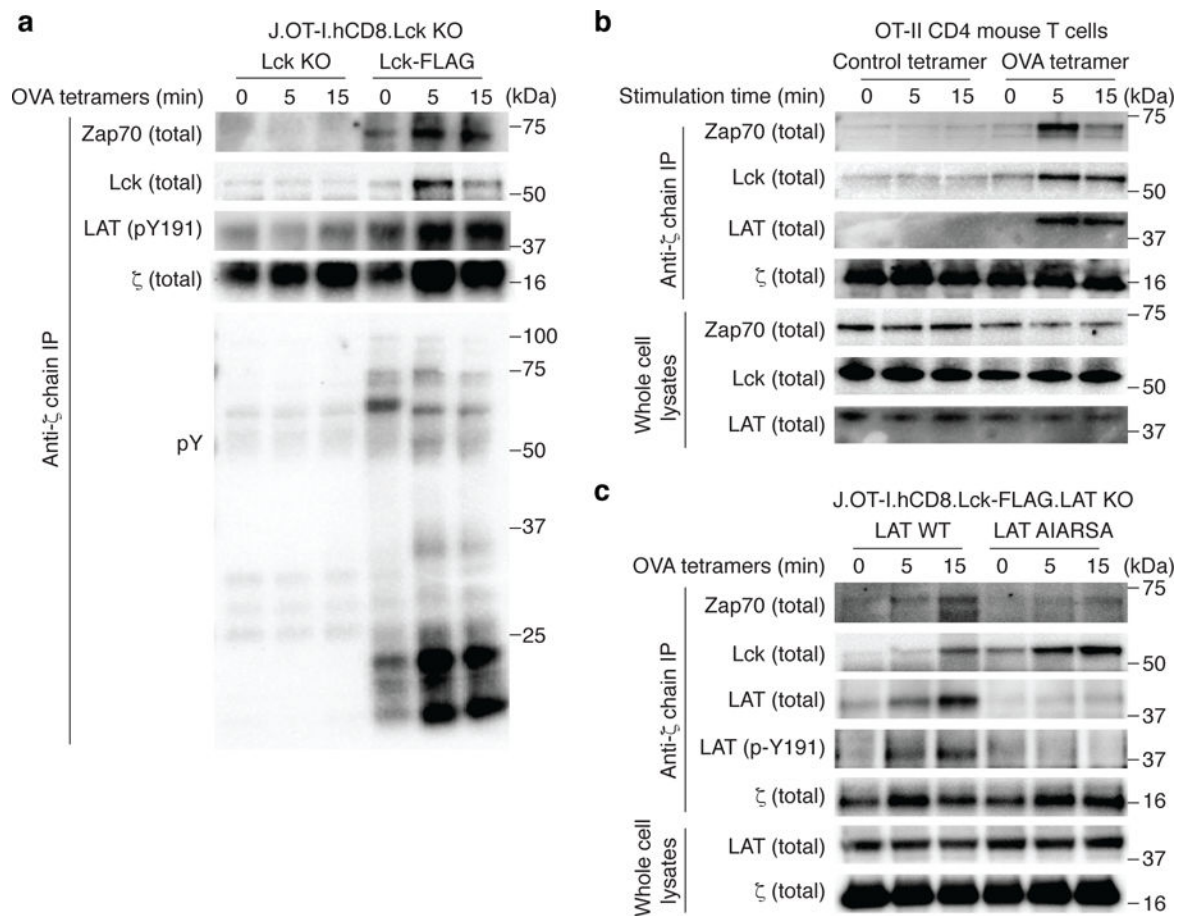 a
J.OT-I.hCD8.Lck KO
Lck KO Lck-FLAG
OVA tetramers (min) 0 5 15 0 5 15 (kDa)
Zap70 (total) 75
Lck (total) 50
LAT (pY191) 37
ζ (total) 16
Anti-ζ chain IP
pY
100
75
50
37
25
b
OT-II CD4 mouse T cells
Control tetramer OVA tetramer
Stimulation time (min) 0 5 15 0 5 15 (kDa)
Anti-ζ chain IP
Zap70 (total) 75
Lck (total) 50
LAT (total) 37
ζ (total) 16
Whole cell lysates
Zap70 (total) 75
Lck (total) 50
LAT (total) 37
c
J.OT-I.hCD8.Lck-FLAG.LAT KO
LAT WT LAT AIARSA
OVA tetramers (min) 0 5 15 0 5 15 (kDa)
Anti-ζ chain IP
Zap70 (total) 75
Lck (total) 50
LAT (total) 37
LAT (p-Y191) 37
ζ (total) 16
Whole cell lysates
LAT (total) 37
ζ (total) 16